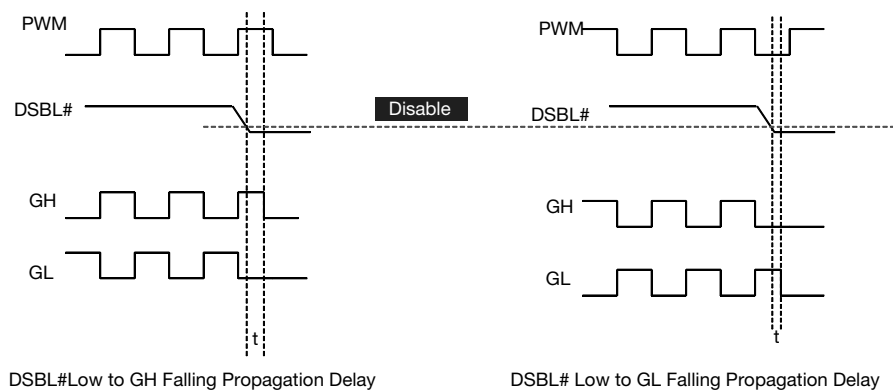 PWM
DSBL#
GH
GL
t
DSBL#Low to GH Falling Propagation Delay
Disable
PWM
DSBL#
GH
GL
t
DSBL# Low to GL Falling Propagation Delay